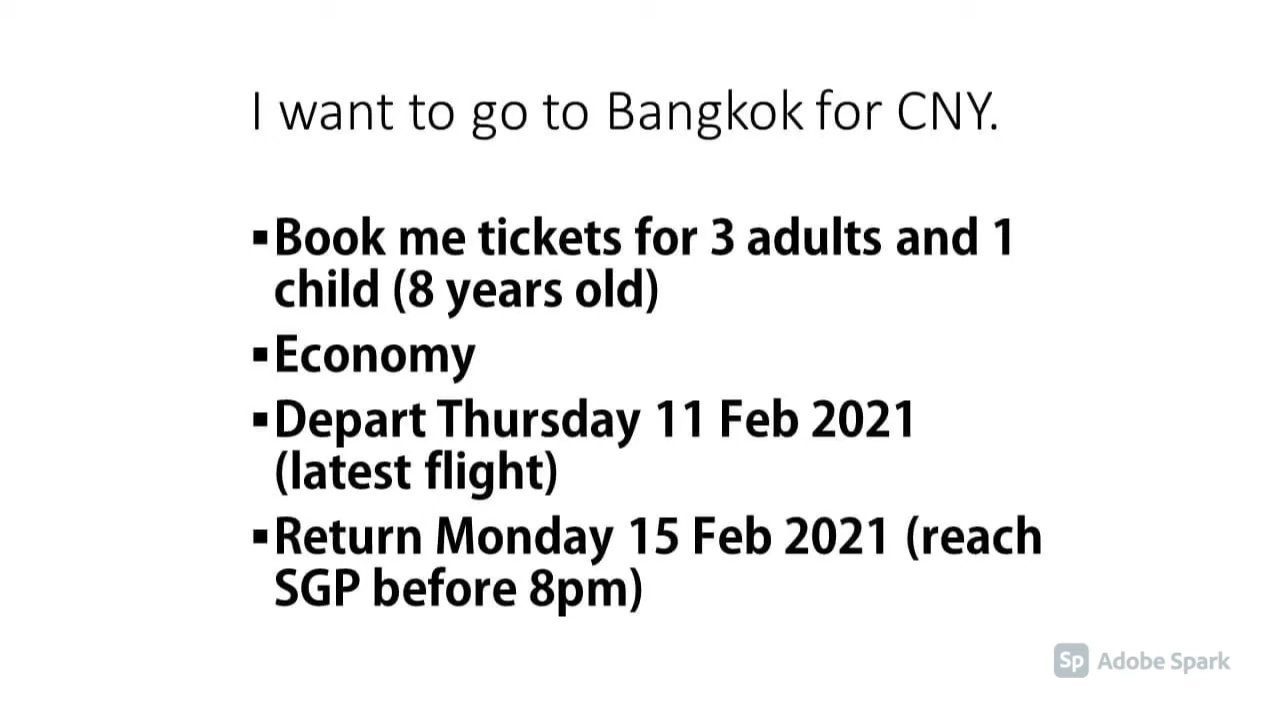 I want to go to Bangkok for CNY.
▪Book me tickets for 3 adults and 1
child (8 years old)
▪Economy
▪Depart Thursday 11 Feb 2021
(latest flight)
▪Return Monday 15 Feb 2021 (reach
SGP before 8pm)
Sp Adobe Spark